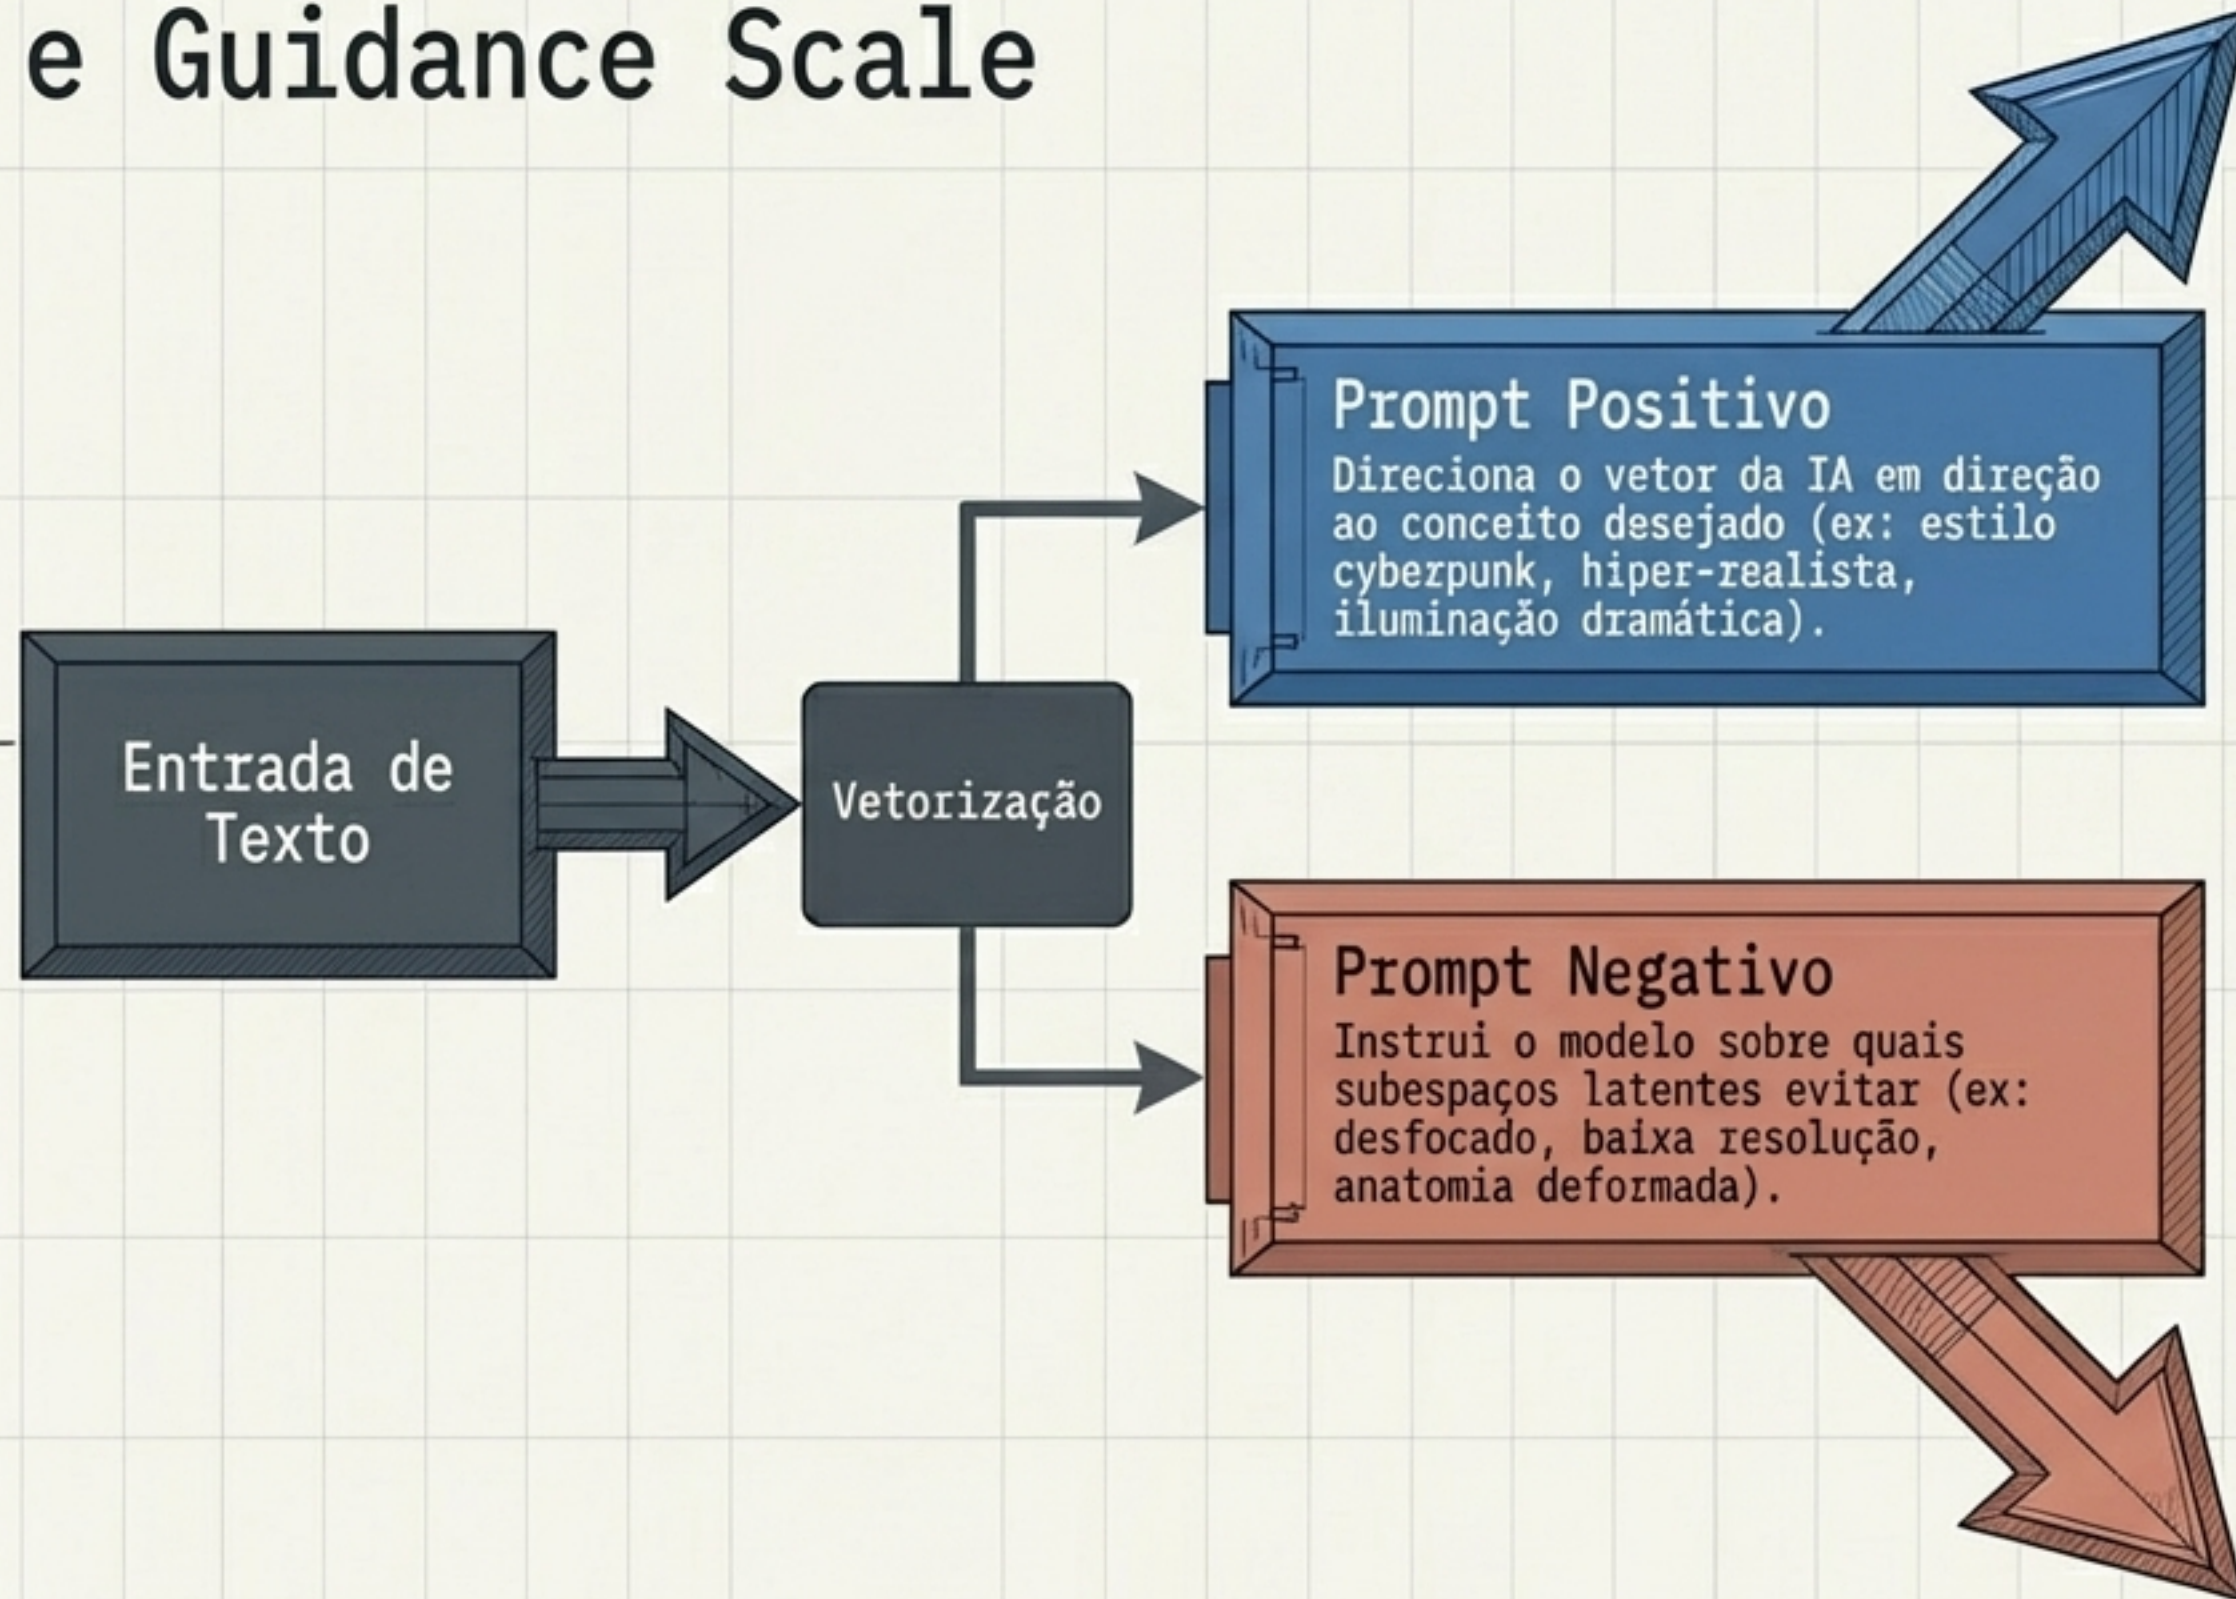 e Guidance Scale
Entrada de
Texto
Vetorização
Prompt Positivo
Direciona o vetor da IA em direção
ao conceito desejado (ex: estilo
cyberpunk, hiper-realista,
iluminação dramática).
Prompt Negativo
Instrui o modelo sobre quais
subespaços latentes evitar (ex:
desfocado, baixa resolução,
anatomia deformada).